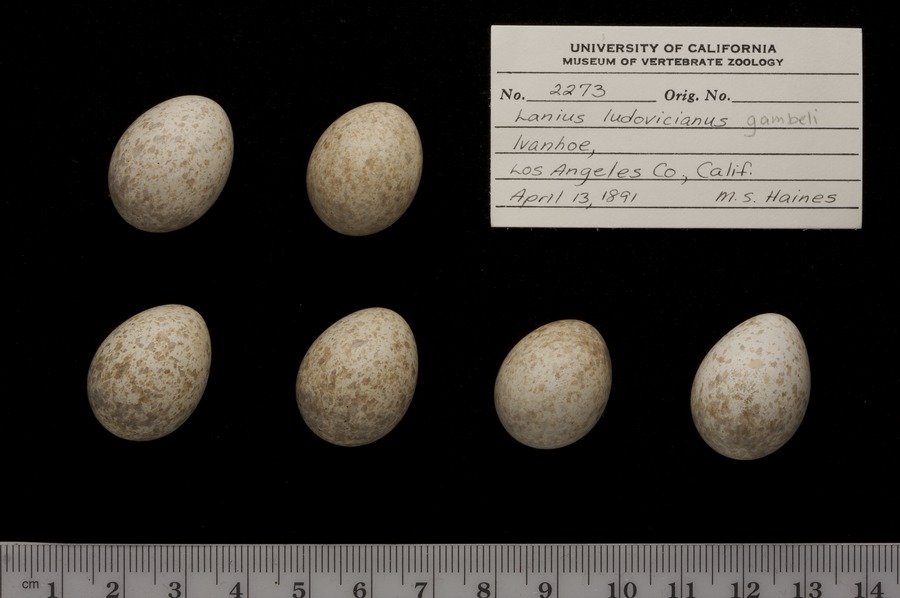 UNIVERSITY OF CALIFORNIA
MUSEUM OF VERTEBRATE ZOOLOGY
No. 2273 Orig. No.
Lanius ludovicianus gambeli
Ivanhoe,
Los Angeles Co., Calif.
April 13, 1891 M. S. Haines
cm 1 2 3 4 5 6 7 8 9 10 11 12 13 14